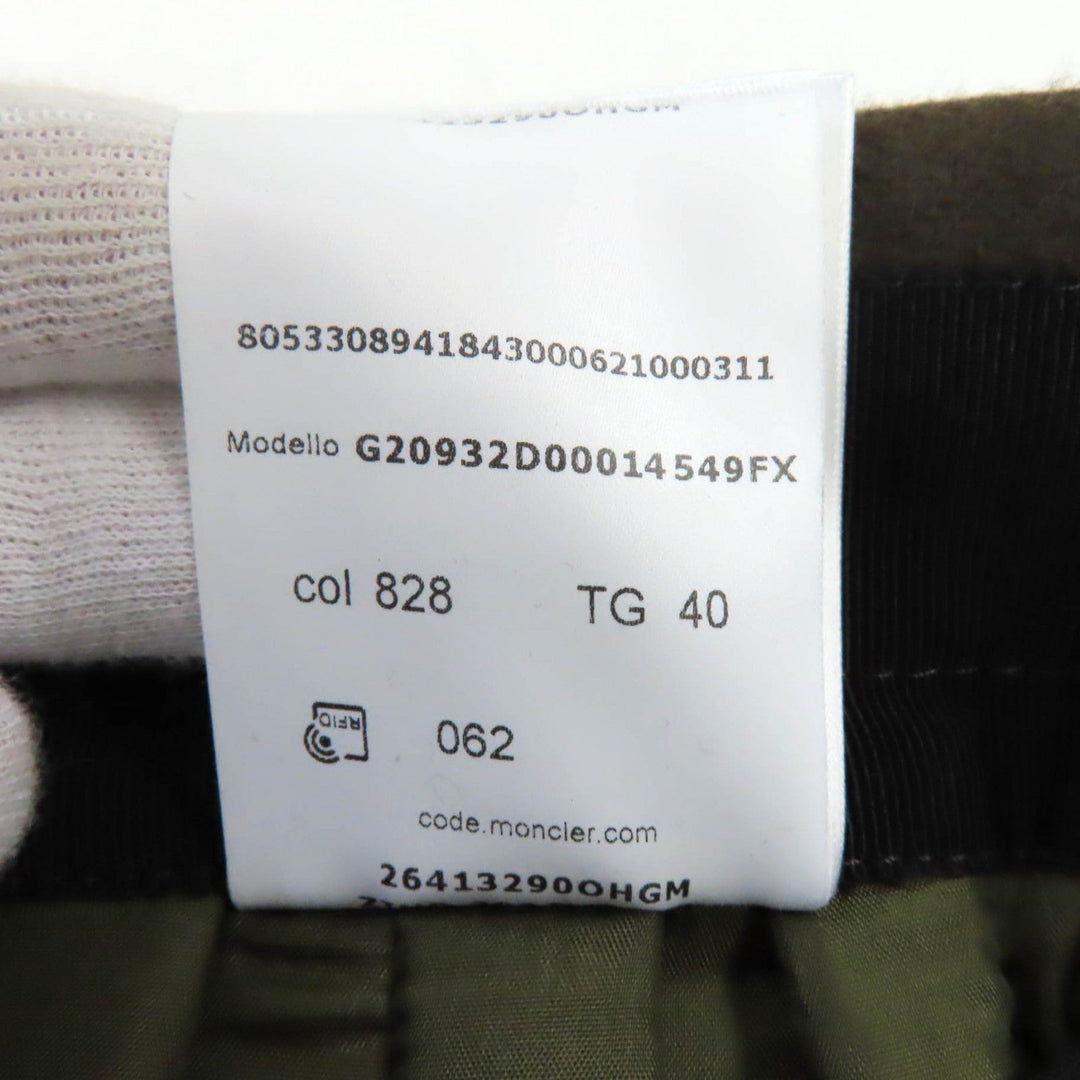 8053308941843000621000311
Modello G20932D00014549FX
col 828 TG 40
RFID 062
code.moncler.com
26413290OHGM